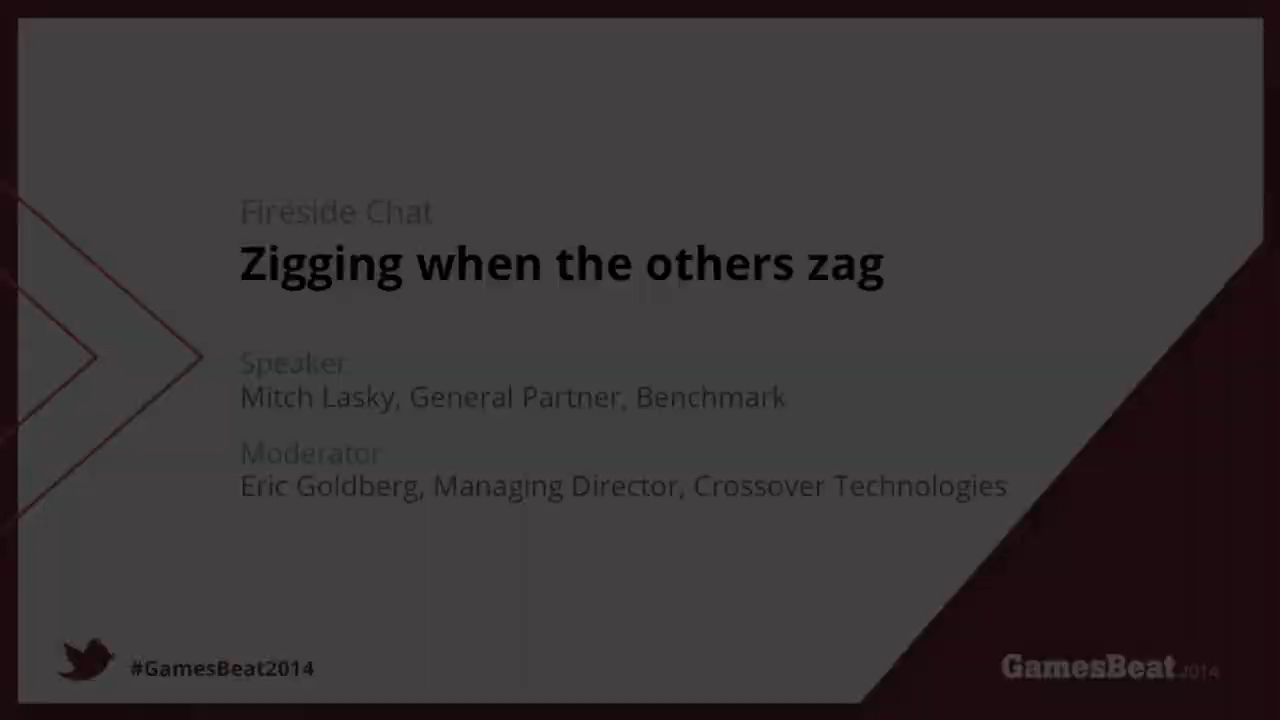 Fireside Chat
Zigging when the others zag
Speaker
Mitch Lasky, General Partner, Benchmark
Moderator
Eric Goldberg, Managing Director, Crossover Technologies
#GamesBeat2014
GamesBeat 2014